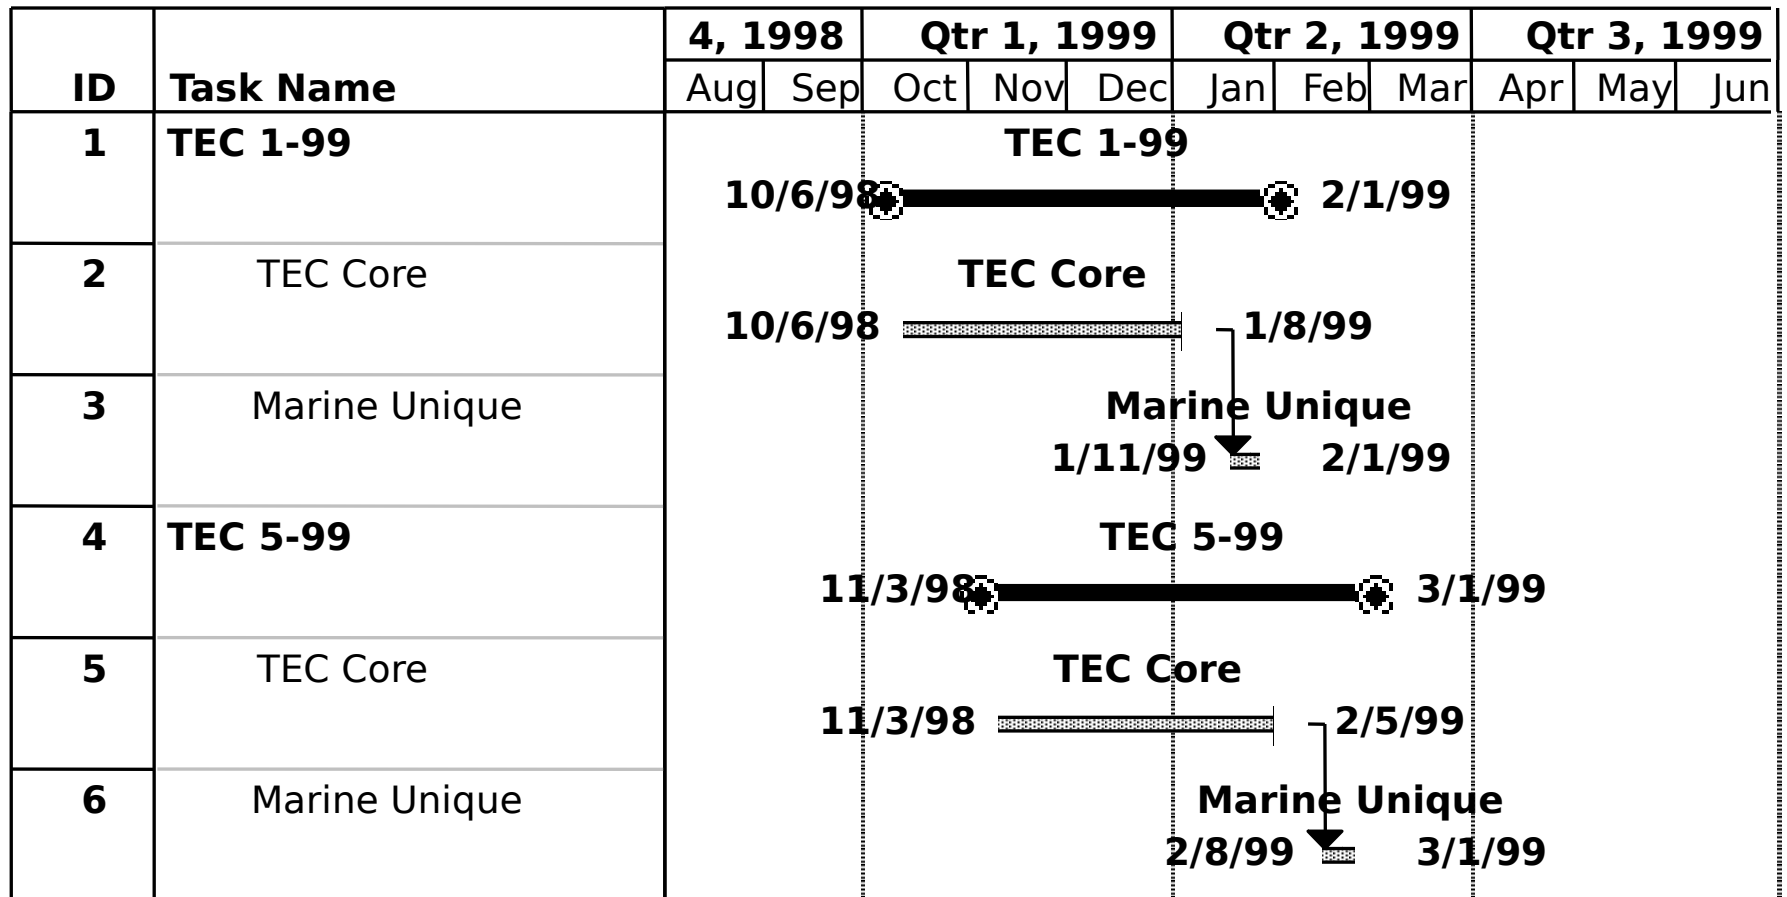 4, 1998 Qtr 1, 1999 Qtr 2, 1999 Qtr 3, 1999
ID Task Name Aug Sep Oct Nov Dec Jan Feb Mar Apr May Jun
1 TEC 1-99 TEC 1-99
10/6/98 2/1/99
2 TEC Core TEC Core
10/6/98 1/8/99
3 Marine Unique Marine Unique
1/11/99 2/1/99
4 TEC 5-99 TEC 5-99
11/3/98 3/1/99
5 TEC Core TEC Core
11/3/98 2/5/99
6 Marine Unique Marine Unique
2/8/99 3/1/99